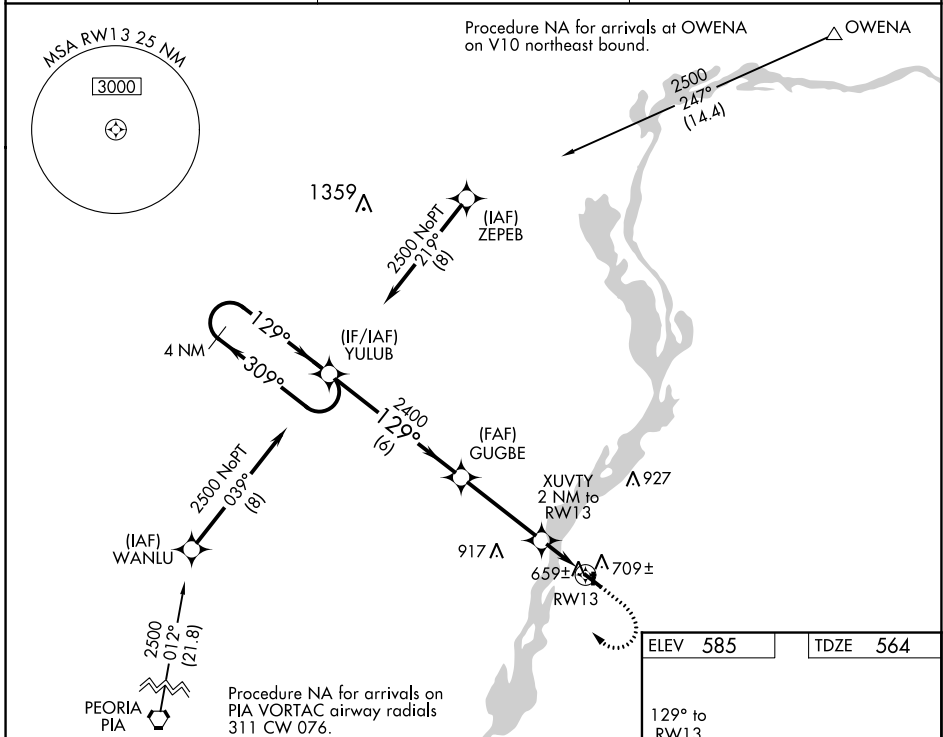 Procedure NA for arrivals at OWENA
on V10 northeast bound.
OWENA
MSA RW13 25 NM
3000
2500
247°
(14.4)
1359
(IAF)
ZEPEB
2500 NoPT
219°
(8)
129°
(IF/IAF)
YULUB
4 NM
309°
2400
129°
(6)
(FAF)
GUGBE
2500 NoPT
039°
(8)
XUVTY
2 NM to
RW13
927
(IAF)
WANLU
917
659±
709±
RW13
2500
012°
(21.8)
PEORIA
PIA
Procedure NA for arrivals on
PIA VORTAC airway radials
311 CW 076.
ELEV 585
TDZE 564
129° to
RW13